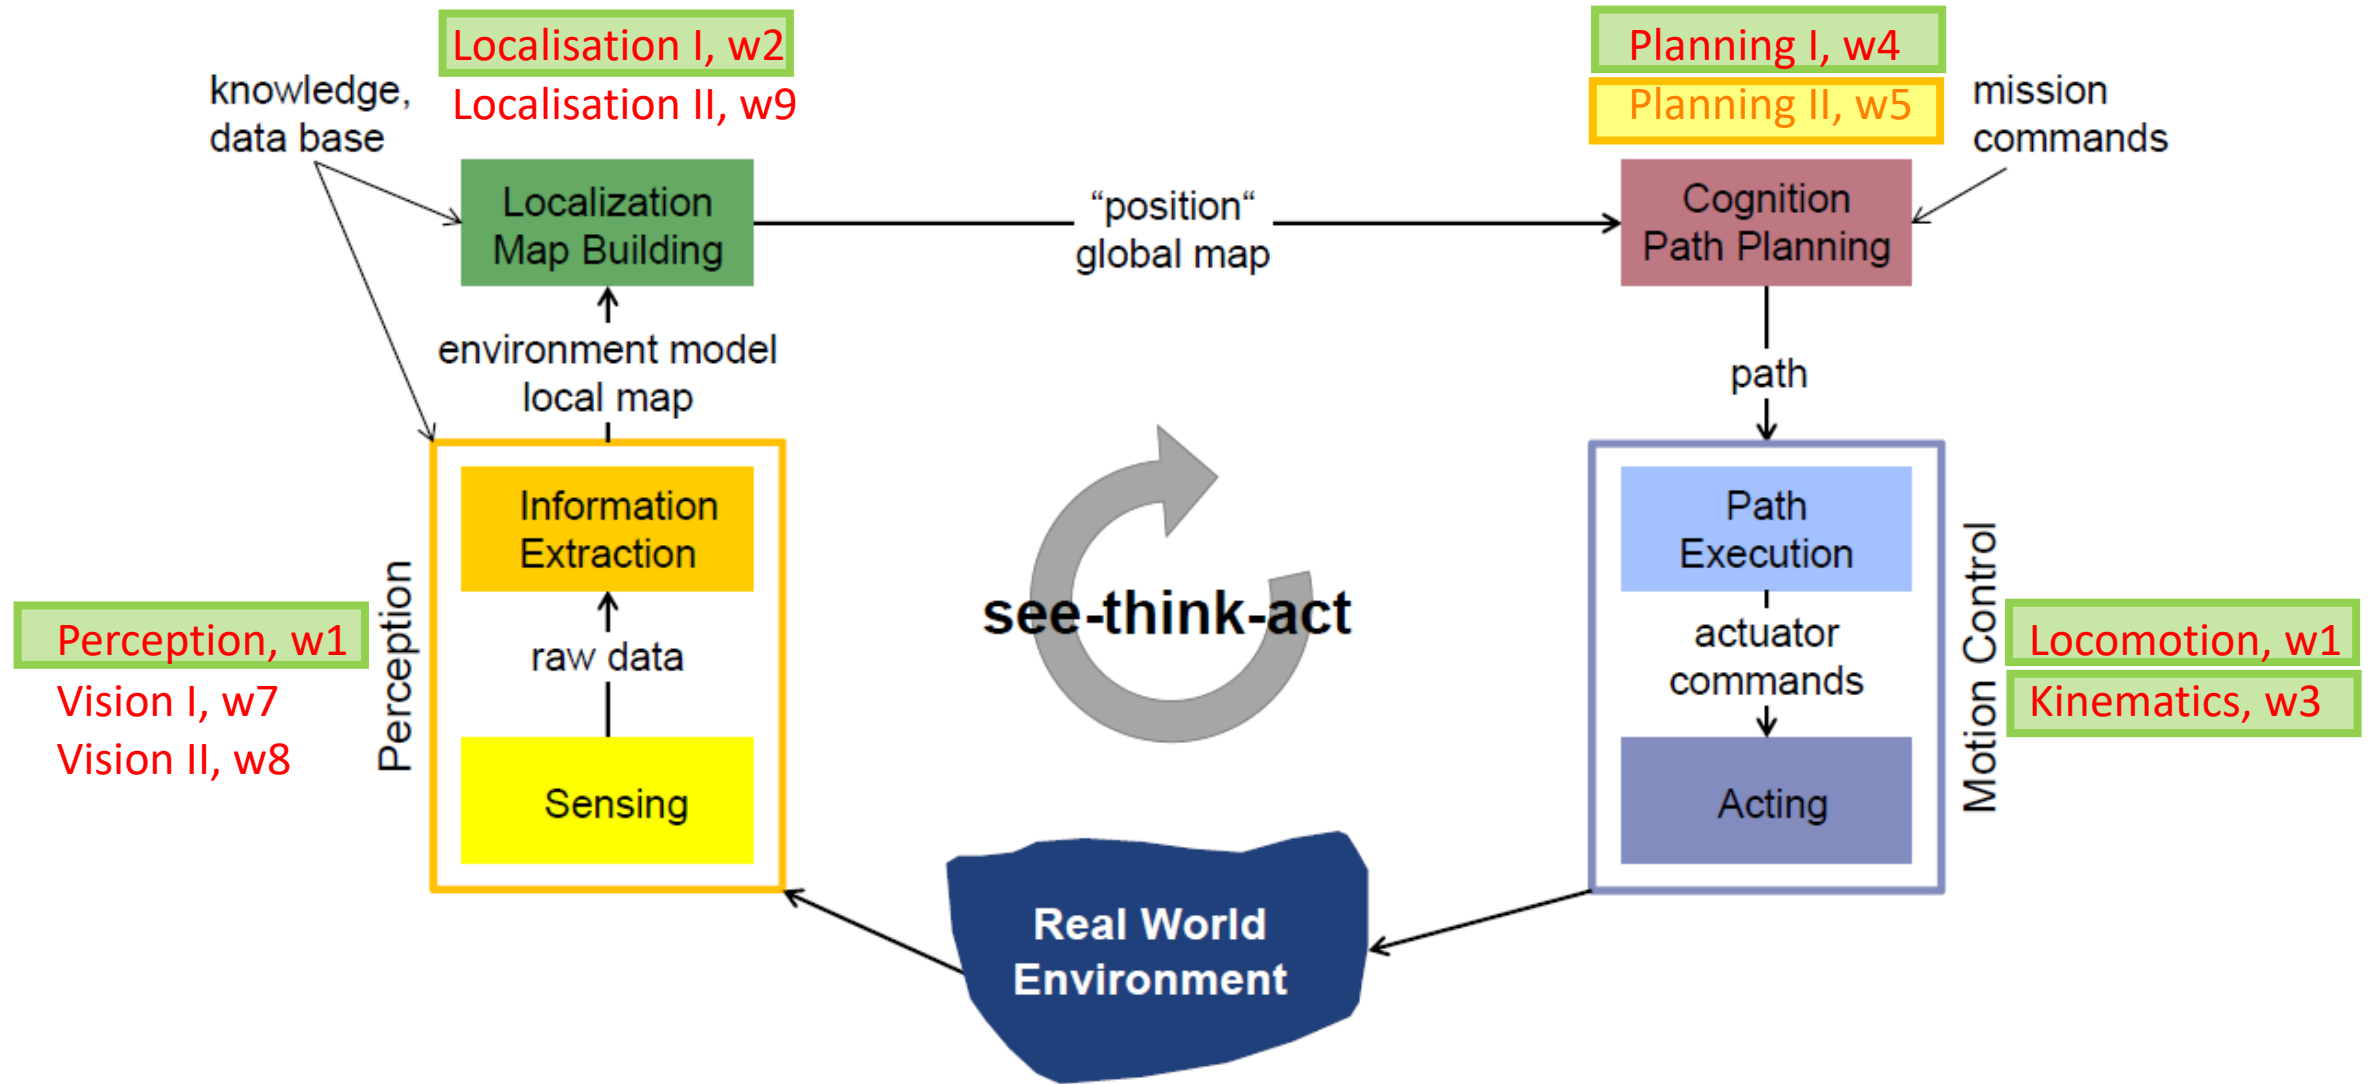 Localisation I, w2
Localisation II, w9
knowledge,
data base
Localization
Map Building
“position“
global map
Planning I, w4
Planning II, w5
mission
commands
Cognition
Path Planning
environment model
local map
path
Information
Extraction
raw data
Sensing
Perception
Perception, w1
Vision I, w7
Vision II, w8
see-think-act
Path
Execution
actuator
commands
Acting
Motion Control
Locomotion, w1
Kinematics, w3
Real World
Environment